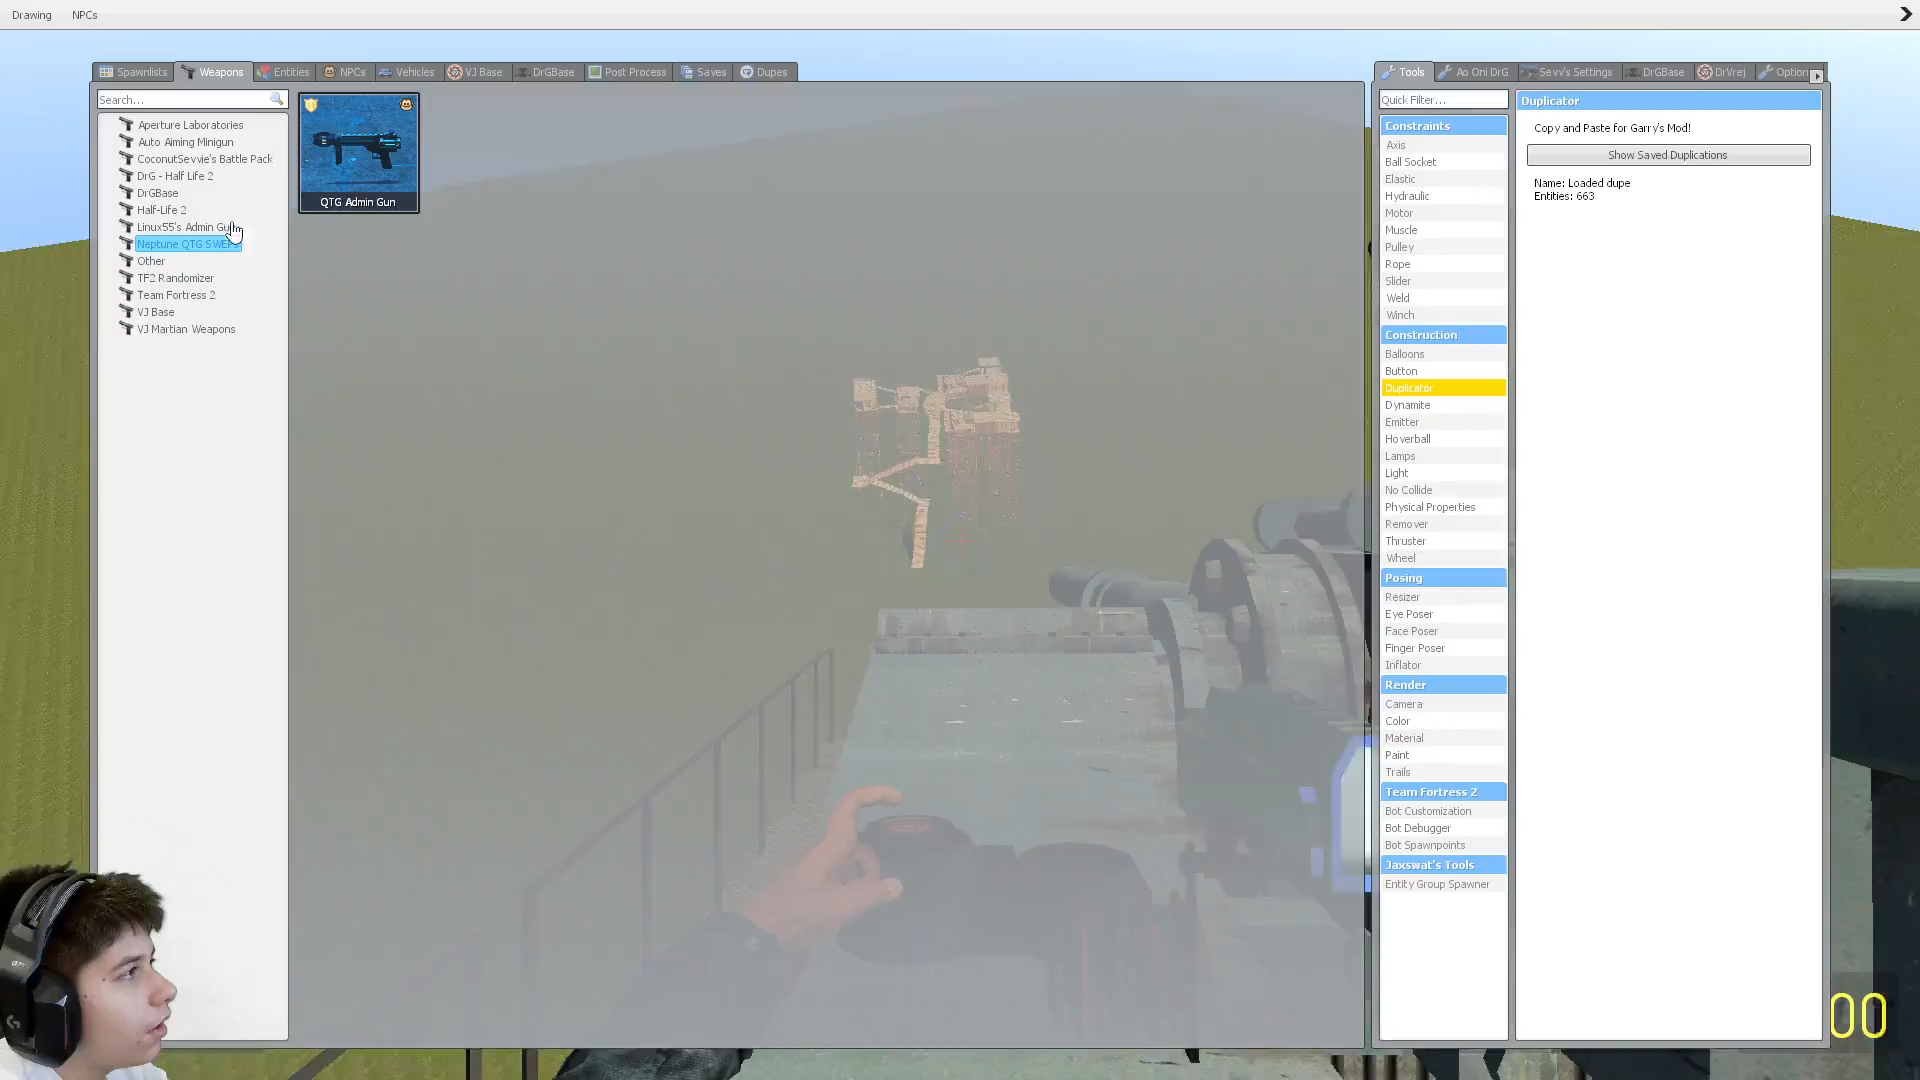 Drawing NPCs
Spawnlists Weapons Entities NPCs Vehicles VJ Base DrGBase Post Process Saves Dupes
Search...
Aperture Laboratories
Auto Aiming Minigun
CoconutSevvie's Battle Pack
DrG - Half Life 2
DrGBase
Half-Life 2
Linux55's Admin Gun
Neptune QTG SWEPs
Other
TF2 Randomizer
Team Fortress 2
VJ Base
VJ Martian Weapons
QTG Admin Gun
Tools Ao Oni DrG Sevv's Settings DrGBase DrVrej Option
Quick Filter...
Constraints
Axis
Ball Socket
Elastic
Hydraulic
Motor
Muscle
Pulley
Rope
Slider
Weld
Winch
Construction
Balloons
Button
Duplicator
Dynamite
Emitter
Hoverball
Lamps
Light
No Collide
Physical Properties
Remover
Thruster
Wheel
Posing
Resizer
Eye Poser
Face Poser
Finger Poser
Inflator
Render
Camera
Color
Material
Paint
Trails
Team Fortress 2
Bot Customization
Bot Debugger
Bot Spawnpoints
Jaxswat's Tools
Entity Group Spawner
Duplicator
Copy and Paste for Garry's Mod!
Show Saved Duplications
Name: Loaded dupe
Entities: 663
00